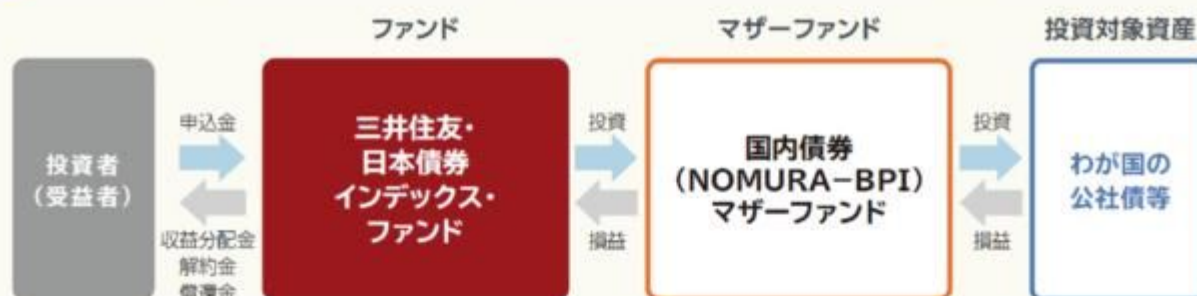 ファンド
マザーファンド
投資対象資産
投資者
(受益者)
申込金
収益分配金
解約金
償還金
三井住友・
日本債券
インデックス・
ファンド
投資
損益
国内債券
(NOMURA−BPI)
マザーファンド
投資
損益
わが国の
公社債等